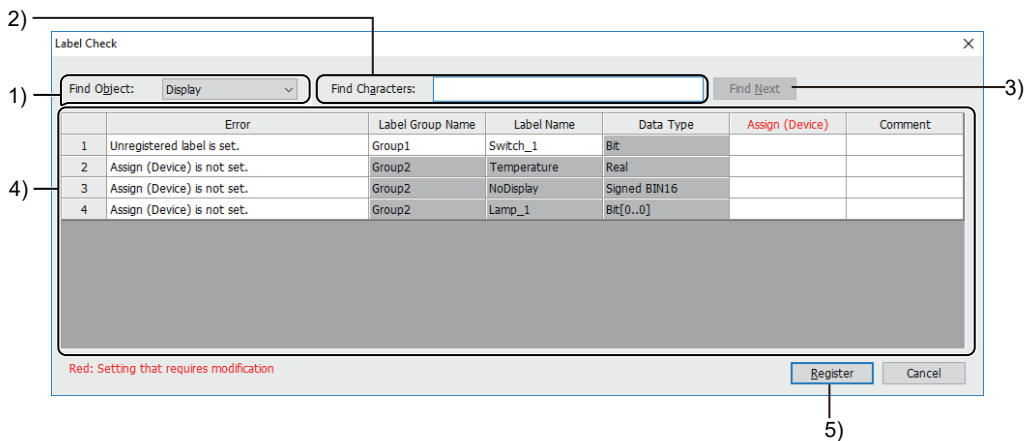 2)
Label Check
1)
Find Object: Display Find Characters: Find Next
3)
Error Label Group Name Label Name Data Type Assign (Device) Comment
1 Unregistered label is set. Group1 Switch_1 Bit
2 Assign (Device) is not set. Group2 Temperature Real
4)
3 Assign (Device) is not set. Group2 NoDisplay Signed BIN16
4 Assign (Device) is not set. Group2 Lamp_1 Bit[0..0]
Red: Setting that requires modification
Register Cancel
5)